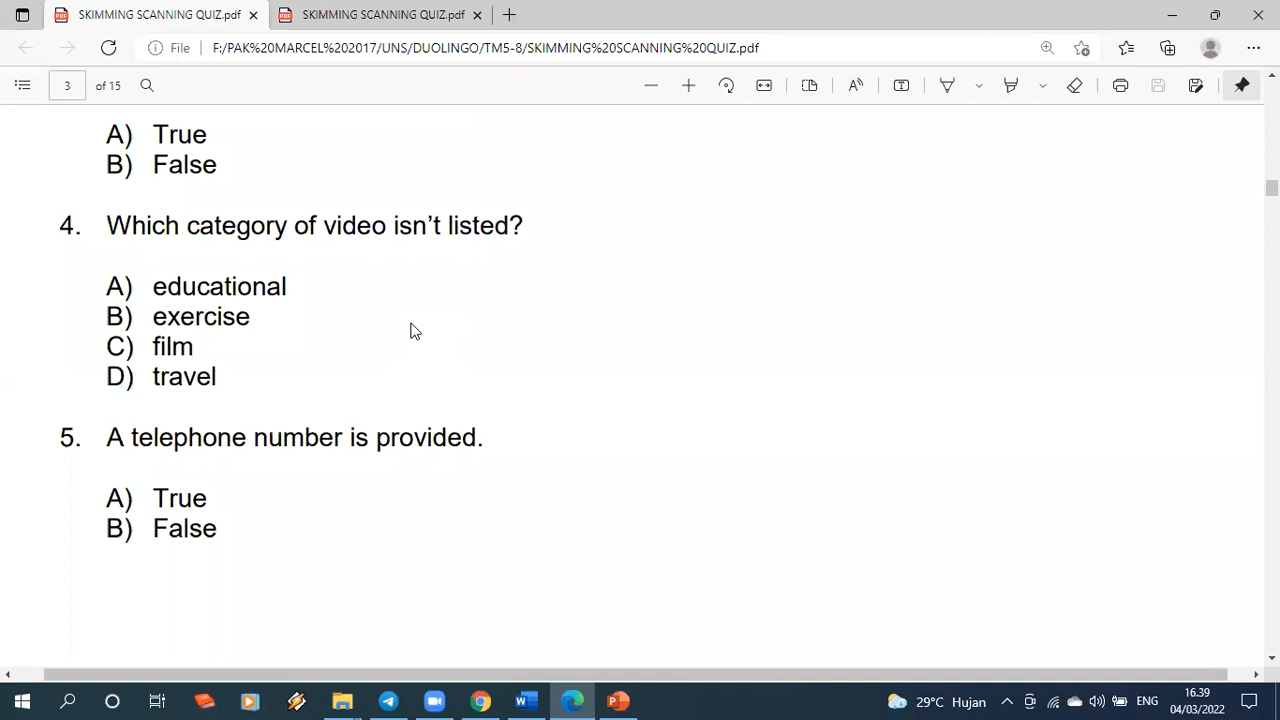 SKIMMING SCANNING QUIZ.pdf
SKIMMING SCANNING QUIZ.pdf
File F:/PAK%20MARCEL%202017/UNS/DUOLINGO/TM5-8/SKIMMING%20SCANNING%20QUIZ.pdf
3 of 15
A) True
B) False
4. Which category of video isn’t listed?
A) educational
B) exercise
C) film
D) travel
5. A telephone number is provided.
A) True
B) False
29°C Hujan ENG 16.39
04/03/2022